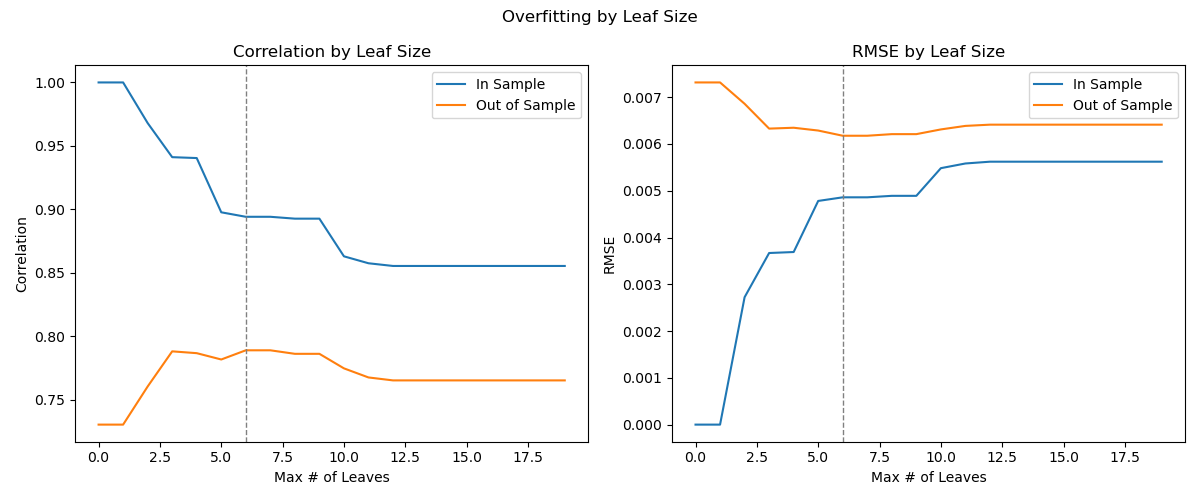 Overfitting by Leaf Size
Correlation by Leaf Size
Correlation
1.00
0.95
0.90
0.85
0.80
0.75
In Sample
Out of Sample
0.0 2.5 5.0 7.5 10.0 12.5 15.0 17.5
Max # of Leaves
RMSE by Leaf Size
RMSE
0.007
0.006
0.005
0.004
0.003
0.002
0.001
0.000
In Sample
Out of Sample
0.0 2.5 5.0 7.5 10.0 12.5 15.0 17.5
Max # of Leaves